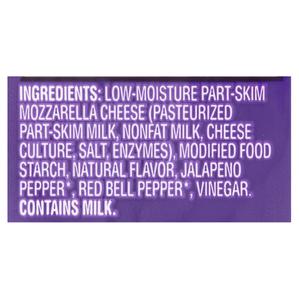 INGREDIENTS: LOW-MOISTURE PART-SKIM
MOZZARELLA CHEESE (PASTEURIZED
PART-SKIM MILK, NONFAT MILK, CHEESE
CULTURE, SALT, ENZYMES), MODIFIED FOOD
STARCH, NATURAL FLAVOR, JALAPENO
PEPPER*, RED BELL PEPPER*, VINEGAR.
CONTAINS MILK.